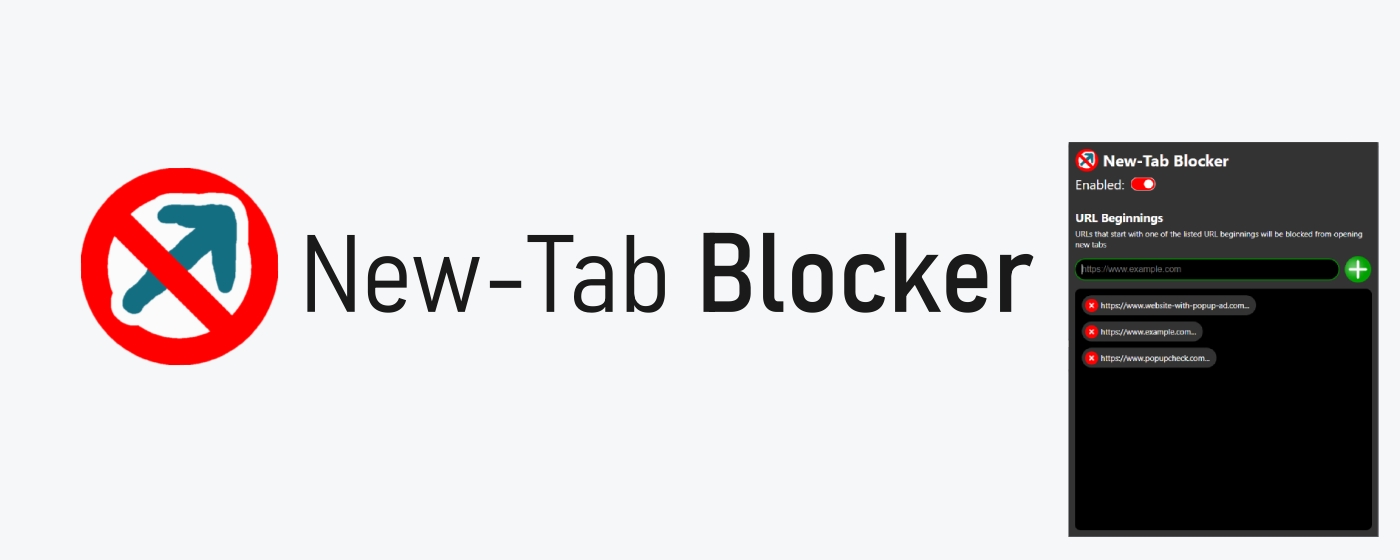 New-Tab Blocker
New-Tab Blocker
Enabled:
URL Beginnings
URLs that start with one of the listed URL beginnings will be blocked from opening
new tabs
https://www.example.com
https://www.website-with-popup-ad.com...
https://www.example.com...
https://www.popupcheck.com...